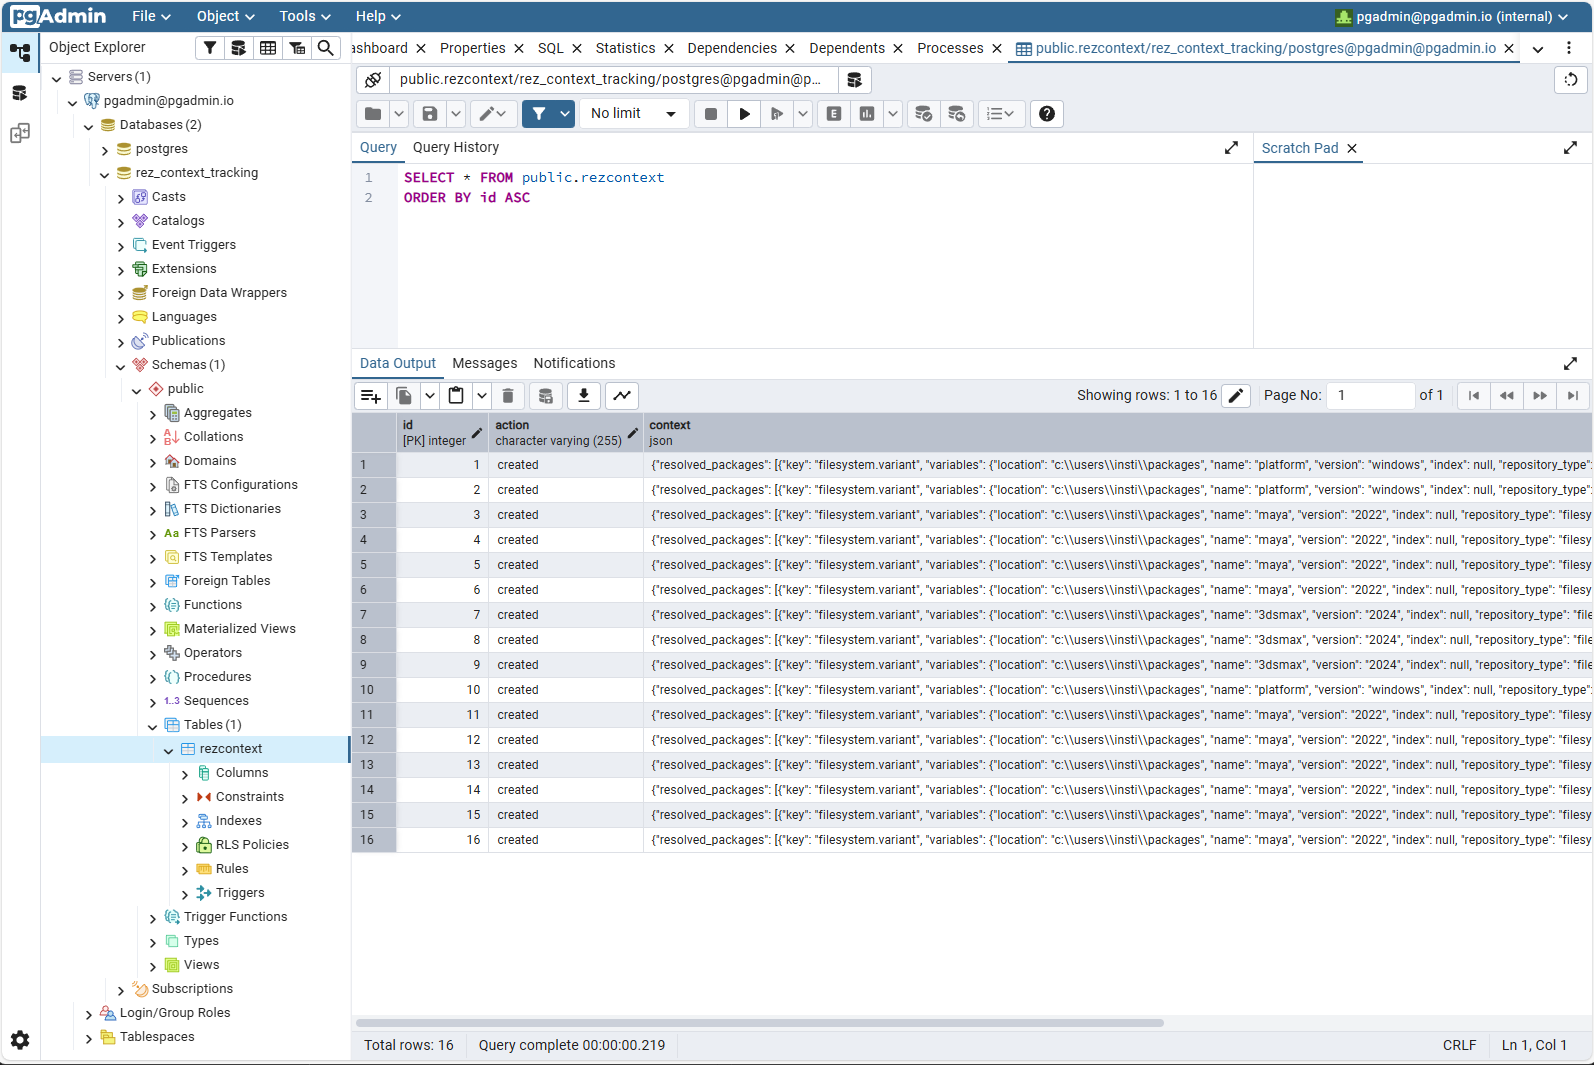 pgAdmin File Object Tools Help pgadmin@pgadmin.io (internal)
Object Explorer
ashboard Properties SQL Statistics Dependencies Dependents Processes public.rezcontext/rez_context_tracking/postgres@pgadmin@pgadmin.io
Servers (1)
pgadmin@pgadmin.io
Databases (2)
postgres
rez_context_tracking
Casts
Catalogs
Event Triggers
Extensions
Foreign Data Wrappers
Languages
Publications
Schemas (1)
public
Aggregates
Collations
Domains
FTS Configurations
FTS Dictionaries
Aa FTS Parsers
FTS Templates
Foreign Tables
Functions
Materialized Views
Operators
Procedures
1..3 Sequences
Tables (1)
rezcontext
Columns
Constraints
Indexes
RLS Policies
Rules
Triggers
Trigger Functions
Types
Views
Subscriptions
Login/Group Roles
Tablespaces
public.rezcontext/rez_context_tracking/postgres@pgadmin@p...
No limit
E
Query Query History
Scratch Pad
1 SELECT * FROM public.rezcontext
2 ORDER BY id ASC
Data Output Messages Notifications
Showing rows: 1 to 16 Page No: 1 of 1
id action context
[PK] integer character varying (255) json
1 1 created {"resolved_packages": [{"key": "filesystem.variant", "variables": {"location": "c:\\users\\insti\\packages", "name": "platform", "version": "windows", "index": null, "repository_type":
2 2 created {"resolved_packages": [{"key": "filesystem.variant", "variables": {"location": "c:\\users\\insti\\packages", "name": "platform", "version": "windows", "index": null, "repository_type":
3 3 created {"resolved_packages": [{"key": "filesystem.variant", "variables": {"location": "c:\\users\\insti\\packages", "name": "maya", "version": "2022", "index": null, "repository_type": "filesy
4 4 created {"resolved_packages": [{"key": "filesystem.variant", "variables": {"location": "c:\\users\\insti\\packages", "name": "maya", "version": "2022", "index": null, "repository_type": "filesy
5 5 created {"resolved_packages": [{"key": "filesystem.variant", "variables": {"location": "c:\\users\\insti\\packages", "name": "maya", "version": "2022", "index": null, "repository_type": "filesy
6 6 created {"resolved_packages": [{"key": "filesystem.variant", "variables": {"location": "c:\\users\\insti\\packages", "name": "maya", "version": "2022", "index": null, "repository_type": "filesy
7 7 created {"resolved_packages": [{"key": "filesystem.variant", "variables": {"location": "c:\\users\\insti\\packages", "name": "3dsmax", "version": "2024", "index": null, "repository_type": "file
8 8 created {"resolved_packages": [{"key": "filesystem.variant", "variables": {"location": "c:\\users\\insti\\packages", "name": "3dsmax", "version": "2024", "index": null, "repository_type": "file
9 9 created {"resolved_packages": [{"key": "filesystem.variant", "variables": {"location": "c:\\users\\insti\\packages", "name": "3dsmax", "version": "2024", "index": null, "repository_type": "file
10 10 created {"resolved_packages": [{"key": "filesystem.variant", "variables": {"location": "c:\\users\\insti\\packages", "name": "platform", "version": "windows", "index": null, "repository_type":
11 11 created {"resolved_packages": [{"key": "filesystem.variant", "variables": {"location": "c:\\users\\insti\\packages", "name": "maya", "version": "2022", "index": null, "repository_type": "filesy
12 12 created {"resolved_packages": [{"key": "filesystem.variant", "variables": {"location": "c:\\users\\insti\\packages", "name": "maya", "version": "2022", "index": null, "repository_type": "filesy
13 13 created {"resolved_packages": [{"key": "filesystem.variant", "variables": {"location": "c:\\users\\insti\\packages", "name": "maya", "version": "2022", "index": null, "repository_type": "filesy
14 14 created {"resolved_packages": [{"key": "filesystem.variant", "variables": {"location": "c:\\users\\insti\\packages", "name": "maya", "version": "2022", "index": null, "repository_type": "filesy
15 15 created {"resolved_packages": [{"key": "filesystem.variant", "variables": {"location": "c:\\users\\insti\\packages", "name": "maya", "version": "2022", "index": null, "repository_type": "filesy
16 16 created {"resolved_packages": [{"key": "filesystem.variant", "variables": {"location": "c:\\users\\insti\\packages", "name": "maya", "version": "2022", "index": null, "repository_type": "filesy
Total rows: 16 Query complete 00:00:00.219 CRLF Ln 1, Col 1